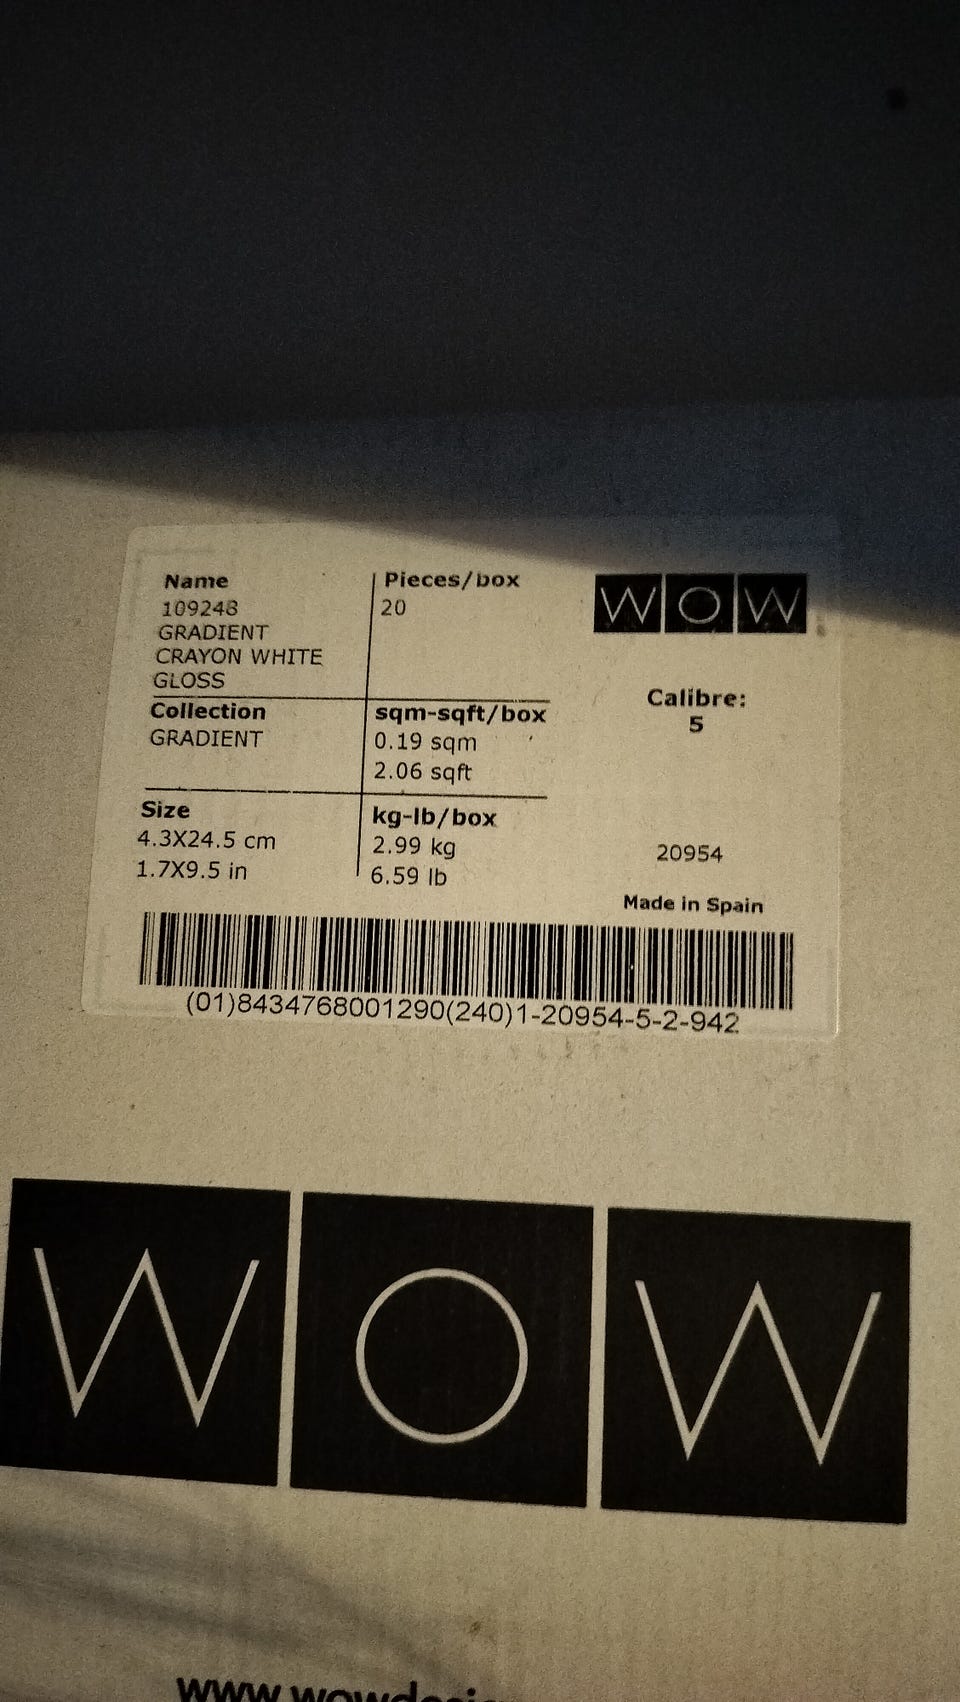 Name
109248
GRADIENT
CRAYON WHITE
GLOSS
Pieces/box
20
WOW
Collection
GRADIENT
sqm-sqft/box
0.19 sqm
2.06 sqft
Calibre:
5
Size
4.3X24.5 cm
1.7X9.5 in
kg-lb/box
2.99 kg
6.59 lb
20954
Made in Spain
(01)8434768001290(240)1-20954-5-2-942
WOW